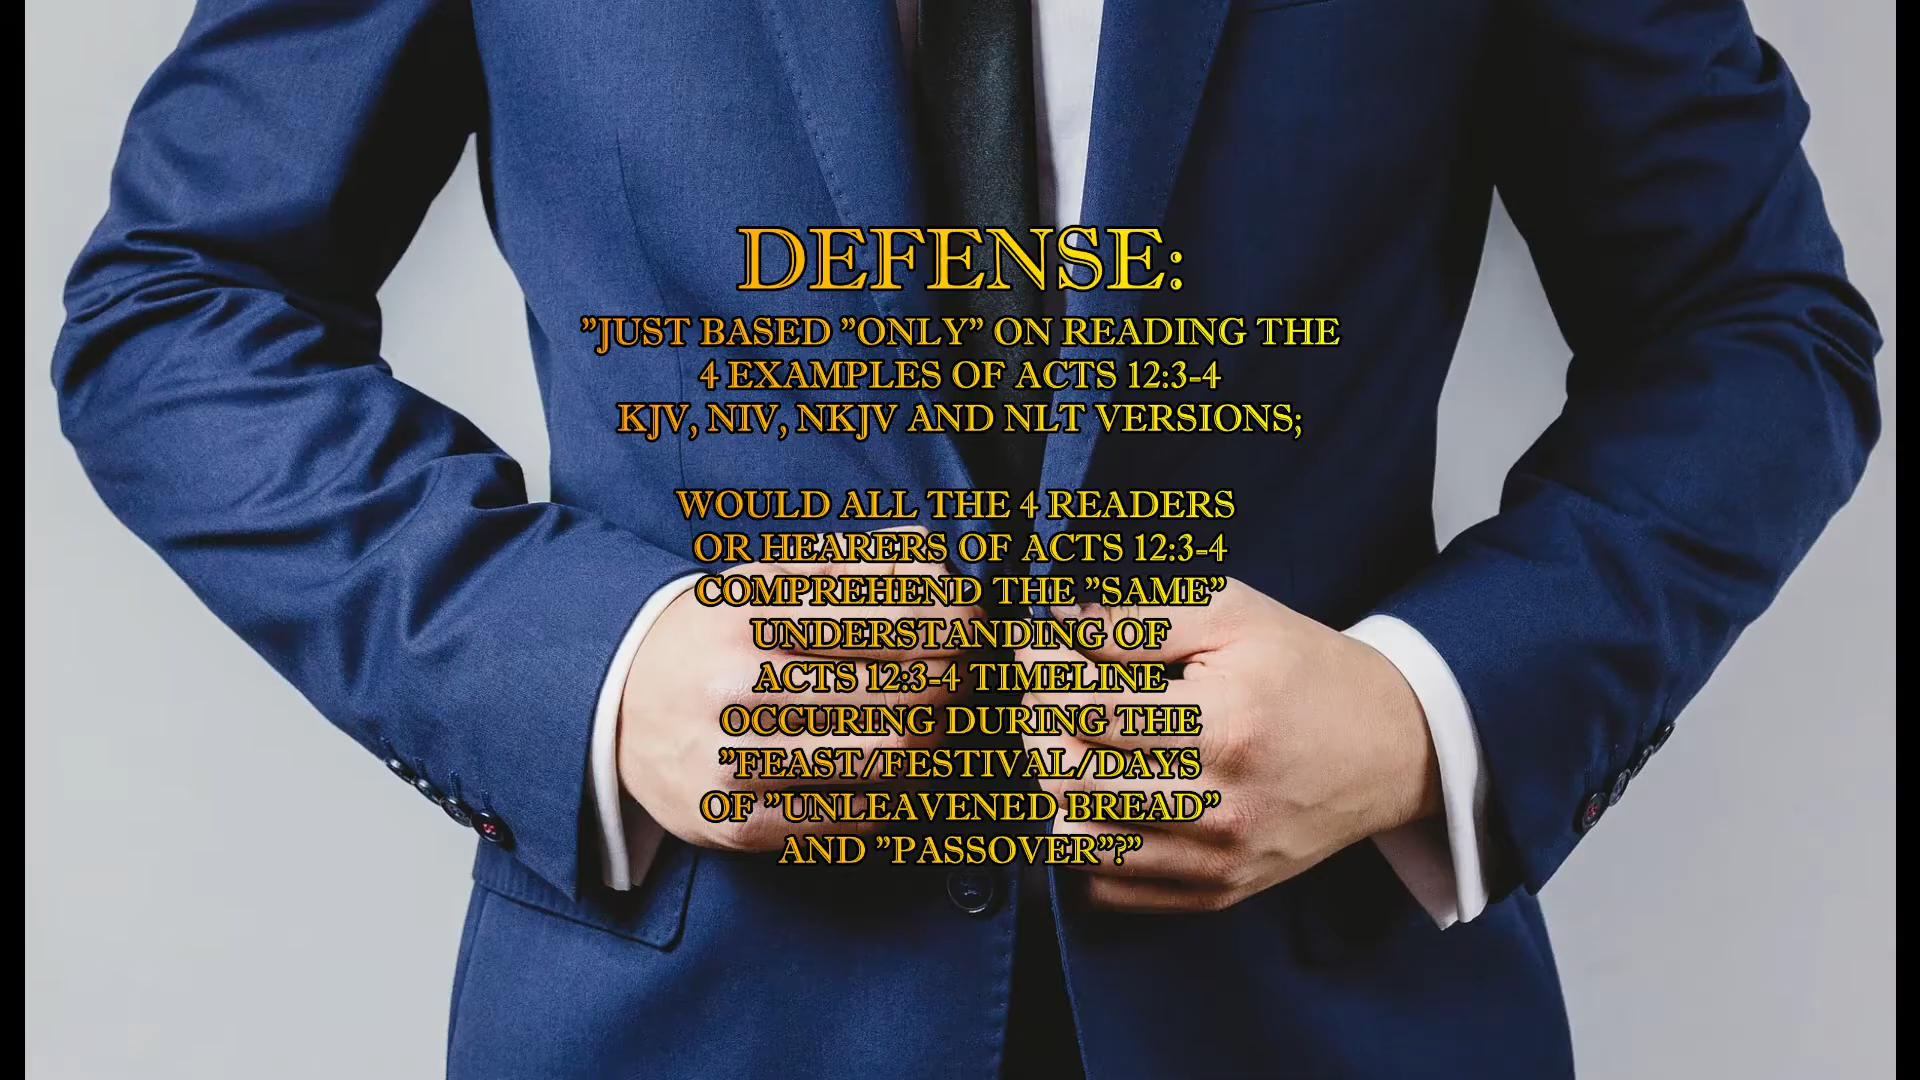 DEFENSE:
"JUST BASED "ONLY" ON READING THE
4 EXAMPLES OF ACTS 12:3-4
KJV, NIV, NKJV AND NLT VERSIONS;
WOULD ALL THE 4 READERS
OR HEARERS OF ACTS 12:3-4
COMPREHEND THE "SAME"
UNDERSTANDING OF
ACTS 12:3-4 TIMELINE
OCCURING DURING THE
"FEAST/FESTIVAL/DAYS
OF "UNLEAVENED BREAD"
AND "PASSOVER"?"